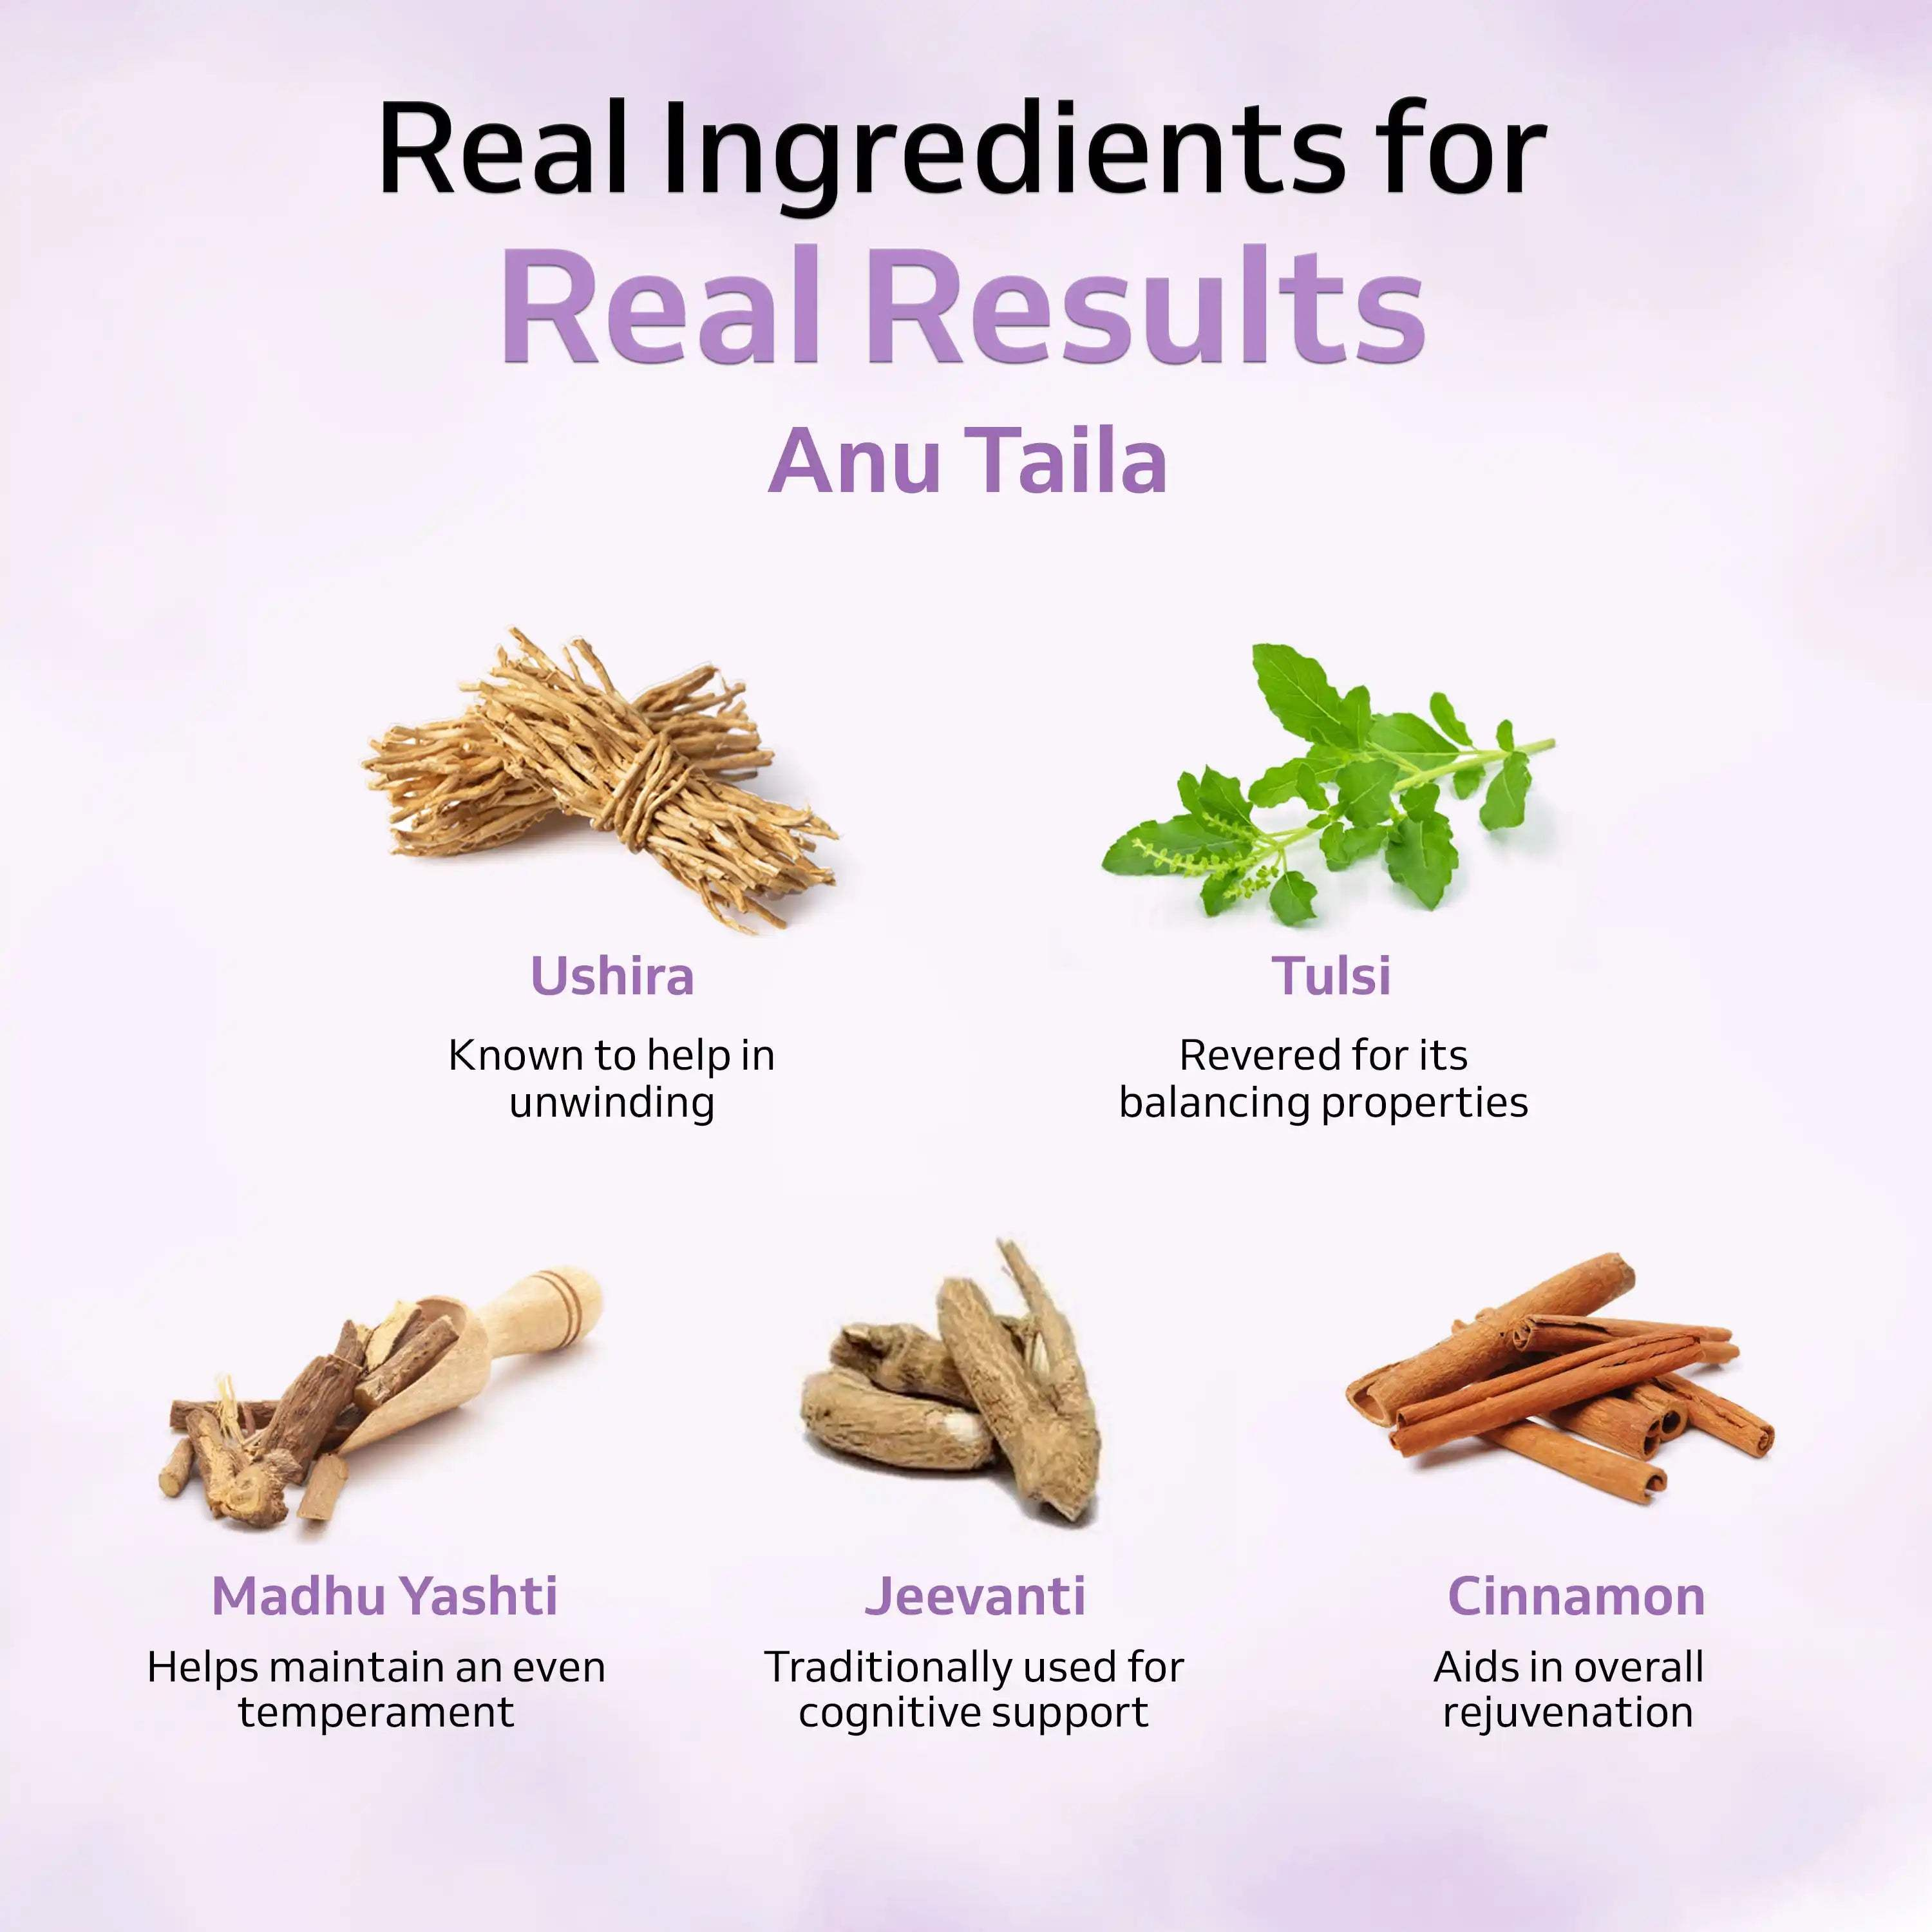 Real Ingredients for
Real Results
Anu Taila
Ushira
Known to help in
unwinding
Tulsi
Revered for its
balancing properties
Madhu Yashti
Helps maintain an even
temperament
Jeevanti
Traditionally used for
cognitive support
Cinnamon
Aids in overall
rejuvenation